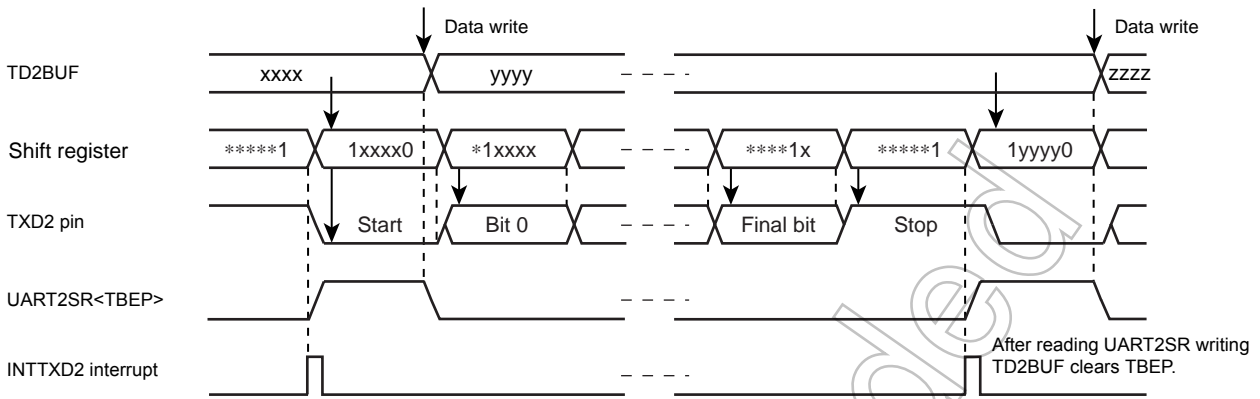 Data write
Data write
TD2BUF
xxxx
yyyy
zzzz
Shift register
*****1
1xxxx0
*1xxxx
****1x
*****1
1yyyy0
TXD2 pin
Start
Bit 0
Final bit
Stop
UART2SR<TBEP>
After reading UART2SR writing
TD2BUF clears TBEP.
INTTXD2 interrupt